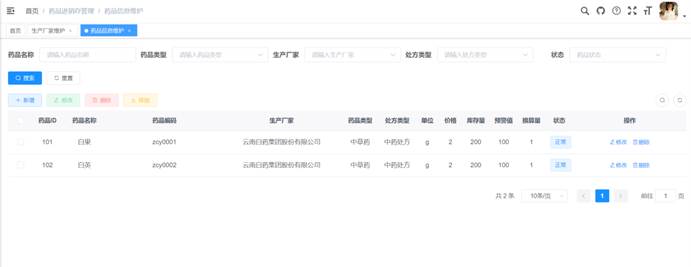 首页 / 药品进销存管理 / 药品信息维护
首页 生产厂家维护 × 药品信息维护 ×
药品名称 请输入药品名称 药品类型 请输入药品类型 生产厂家 请输入生产厂家 处方类型 请输入处方类型 状态 药品状态
搜索 重置
+ 新增 修改 删除 导出
药品ID 药品名称 药品编码 生产厂家 药品类型 处方类型 单位 价格 库存量 预警值 换算量 状态 操作
101 白果 zcy0001 云南白药集团股份有限公司 中草药 中药处方 g 2 200 100 1 正常 修改 删除
102 白英 zcy0002 云南白药集团股份有限公司 中草药 中药处方 g 2 200 100 1 正常 修改 删除
共 2 条 10条/页 1 前往 1 页